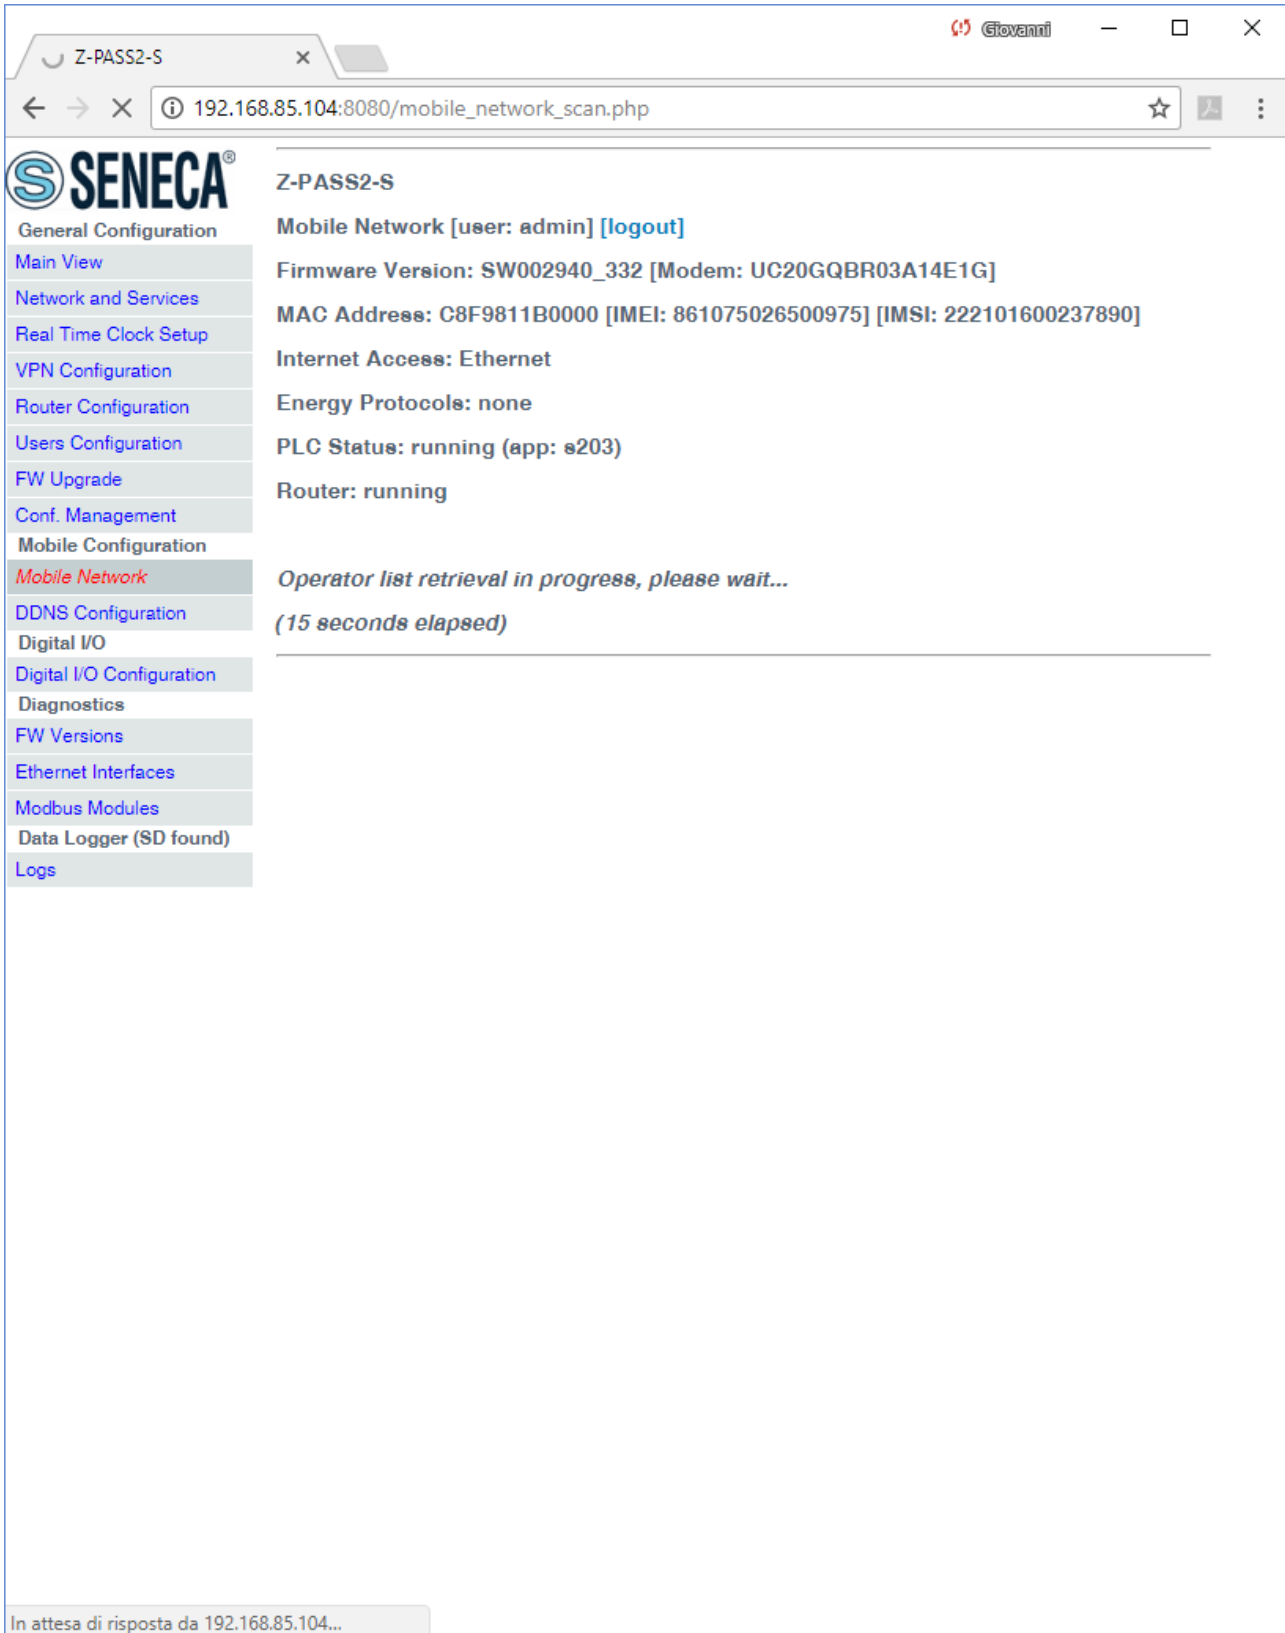 Giovanni
Z-PASS2-S
192.168.85.104:8080/mobile_network_scan.php
SENECA®
General Configuration
Main View
Network and Services
Real Time Clock Setup
VPN Configuration
Router Configuration
Users Configuration
FW Upgrade
Conf. Management
Mobile Configuration
Mobile Network
DDNS Configuration
Digital I/O
Digital I/O Configuration
Diagnostics
FW Versions
Ethernet Interfaces
Modbus Modules
Data Logger (SD found)
Logs
Z-PASS2-S
Mobile Network [user: admin] [logout]
Firmware Version: SW002940_332 [Modem: UC20GQBR03A14E1G]
MAC Address: C8F9811B0000 [IMEI: 861075026500975] [IMSI: 222101600237890]
Internet Access: Ethernet
Energy Protocols: none
PLC Status: running (app: s203)
Router: running
Operator list retrieval in progress, please wait...
(15 seconds elapsed)
In attesa di risposta da 192.168.85.104...